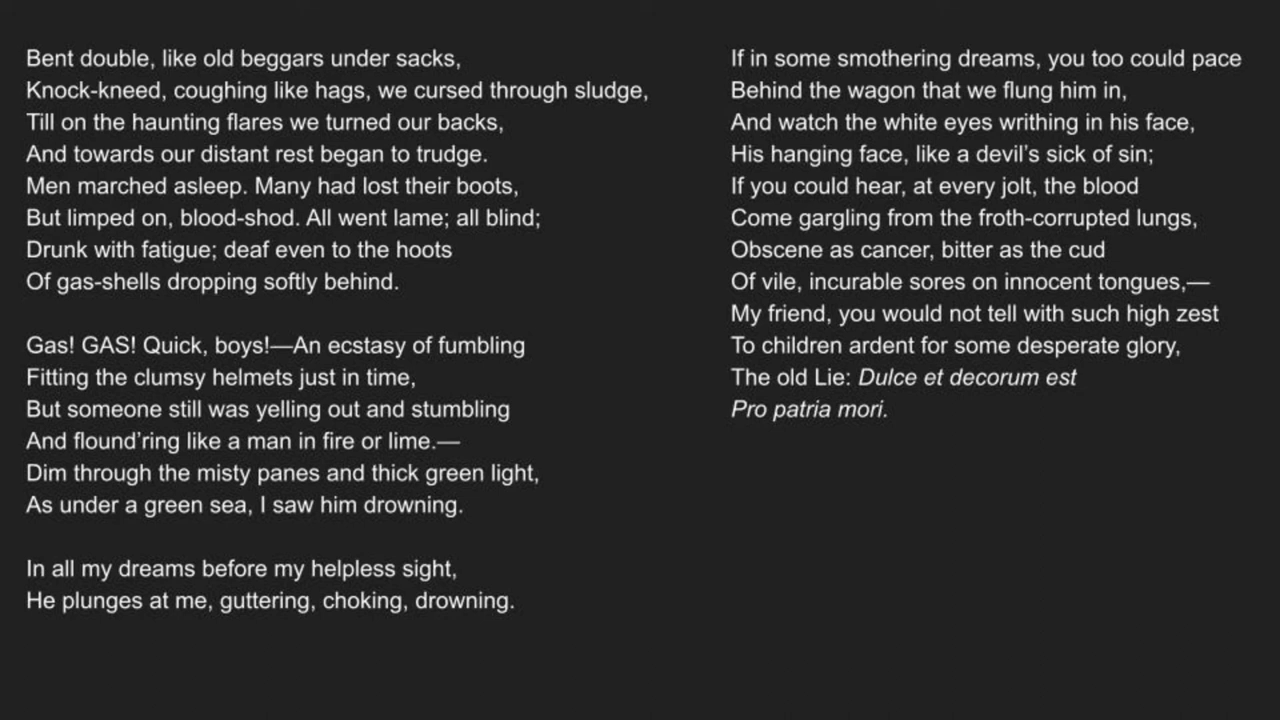 Bent double, like old beggars under sacks,
Knock-kneed, coughing like hags, we cursed through sludge,
Till on the haunting flares we turned our backs,
And towards our distant rest began to trudge.
Men marched asleep. Many had lost their boots,
But limped on, blood-shod. All went lame; all blind;
Drunk with fatigue; deaf even to the hoots
Of gas-shells dropping softly behind.

Gas! GAS! Quick, boys!—An ecstasy of fumbling
Fitting the clumsy helmets just in time,
But someone still was yelling out and stumbling
And flound’ring like a man in fire or lime.—
Dim through the misty panes and thick green light,
As under a green sea, I saw him drowning.

In all my dreams before my helpless sight,
He plunges at me, guttering, choking, drowning.

If in some smothering dreams, you too could pace
Behind the wagon that we flung him in,
And watch the white eyes writhing in his face,
His hanging face, like a devil’s sick of sin;
If you could hear, at every jolt, the blood
Come gargling from the froth-corrupted lungs,
Obscene as cancer, bitter as the cud
Of vile, incurable sores on innocent tongues,—
My friend, you would not tell with such high zest
To children ardent for some desperate glory,
The old Lie: Dulce et decorum est
Pro patria mori.